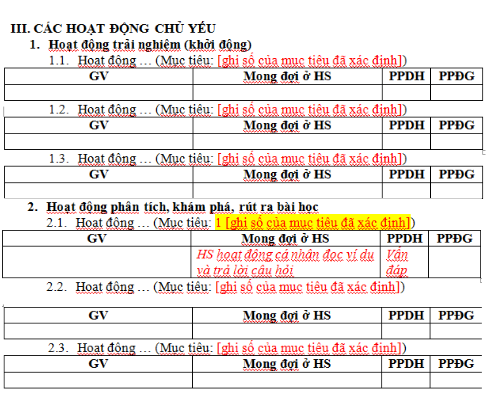 III. CÁC HOẠT ĐỘNG CHỦ YẾU
1. Hoạt động trải nghiệm (khởi động)
1.1. Hoạt động … (Mục tiêu: [ghi số của mục tiêu đã xác định])
GV Mong đợi ở HS PPDH PPĐG
1.2. Hoạt động … (Mục tiêu: [ghi số của mục tiêu đã xác định])
GV Mong đợi ở HS PPDH PPĐG
1.3. Hoạt động … (Mục tiêu: [ghi số của mục tiêu đã xác định])
GV Mong đợi ở HS PPDH PPĐG
2. Hoạt động phân tích, khám phá, rút ra bài học
2.1. Hoạt động … (Mục tiêu: 1 [ghi số của mục tiêu đã xác định])
GV Mong đợi ở HS PPDH PPĐG
HS hoạt động cá nhân đọc ví dụ Vấn
và trả lời câu hỏi đáp
2.2. Hoạt động … (Mục tiêu: [ghi số của mục tiêu đã xác định])
GV Mong đợi ở HS PPDH PPĐG
2.3. Hoạt động … (Mục tiêu: [ghi số của mục tiêu đã xác định])
GV Mong đợi ở HS PPDH PPĐG